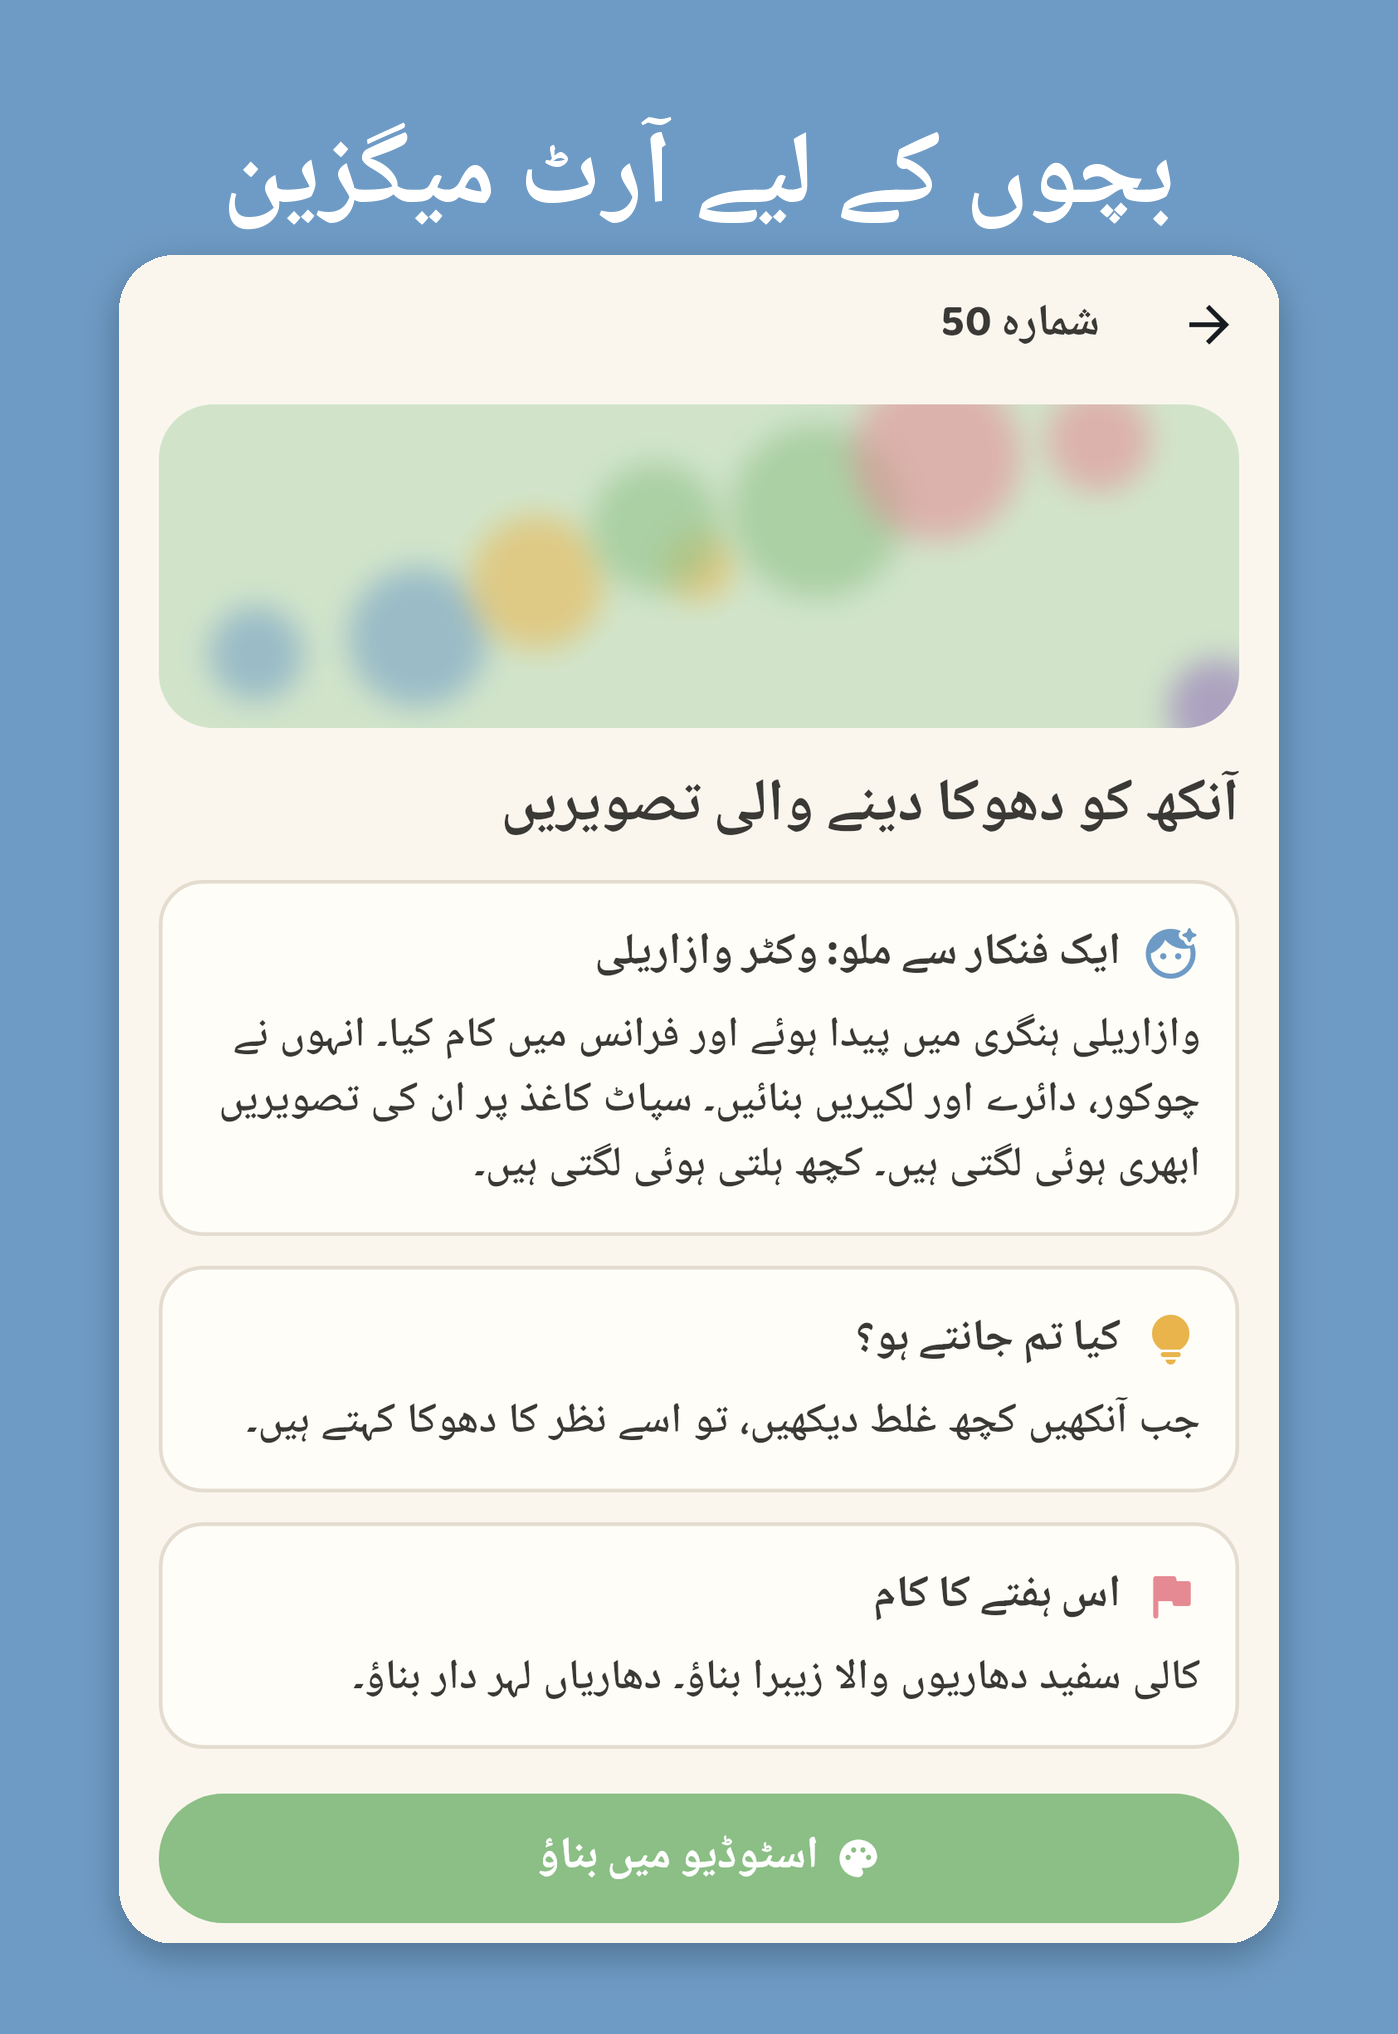 بچوں کے لیے آرٹ میگزین
شمارہ 50
آنکھ کو دھوکا دینے والی تصویریں
ایک فنکار سے ملو: وکٹر وازاریلی
وازاریلی ہنگری میں پیدا ہوئے اور فرانس میں کام کیا۔ انہوں نے
چوکور، دائرے اور لکیریں بنائیں۔ سپاٹ کاغذ پر ان کی تصویریں
ابھری ہوئی لگتی ہیں۔ کچھ ہلتی ہوئی لگتی ہیں۔
کیا تم جانتے ہو؟
جب آنکھیں کچھ غلط دیکھیں، تو اسے نظر کا دھوکا کہتے ہیں۔
اس ہفتے کا کام
کالی سفید دھاریوں والا زیبرا بناؤ۔ دھاریاں لہر دار بناؤ۔
اسٹوڈیو میں بناؤ